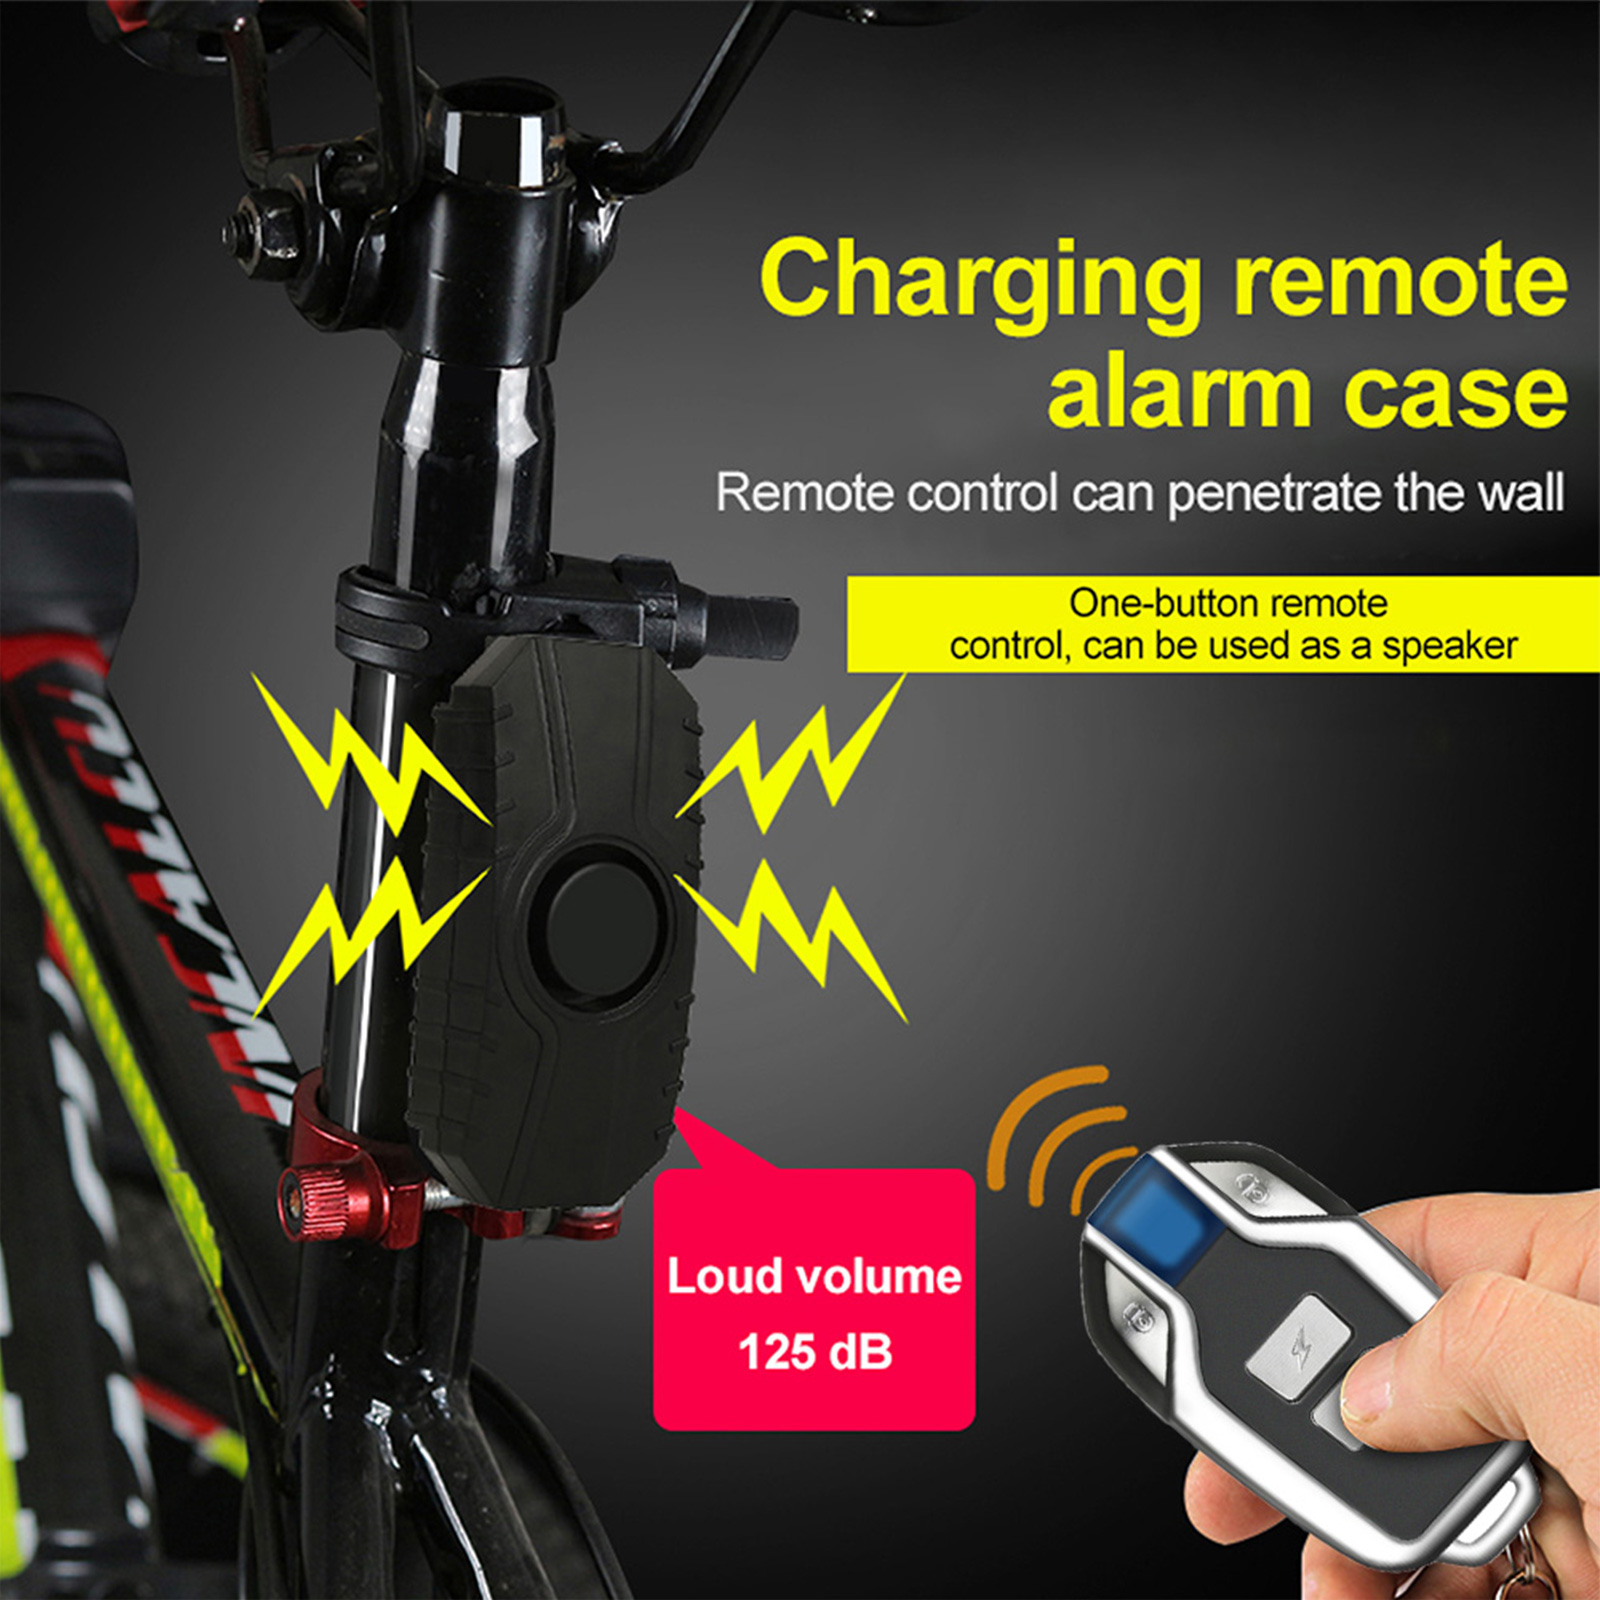 Charging remote
alarm case
Remote control can penetrate the wall
One-button remote
control, can be used as a speaker
Loud volume
125 dB